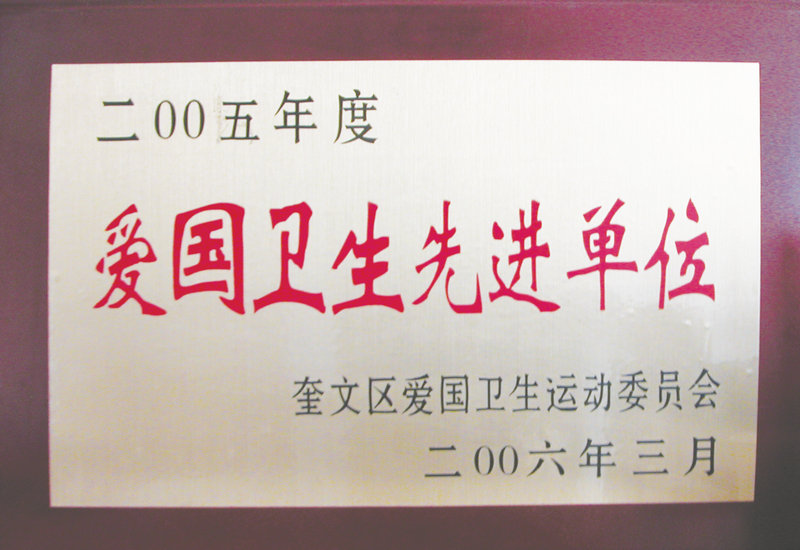 二00五年度
爱国卫生先进单位
奎文区爱国卫生运动委员会
二00六年三月